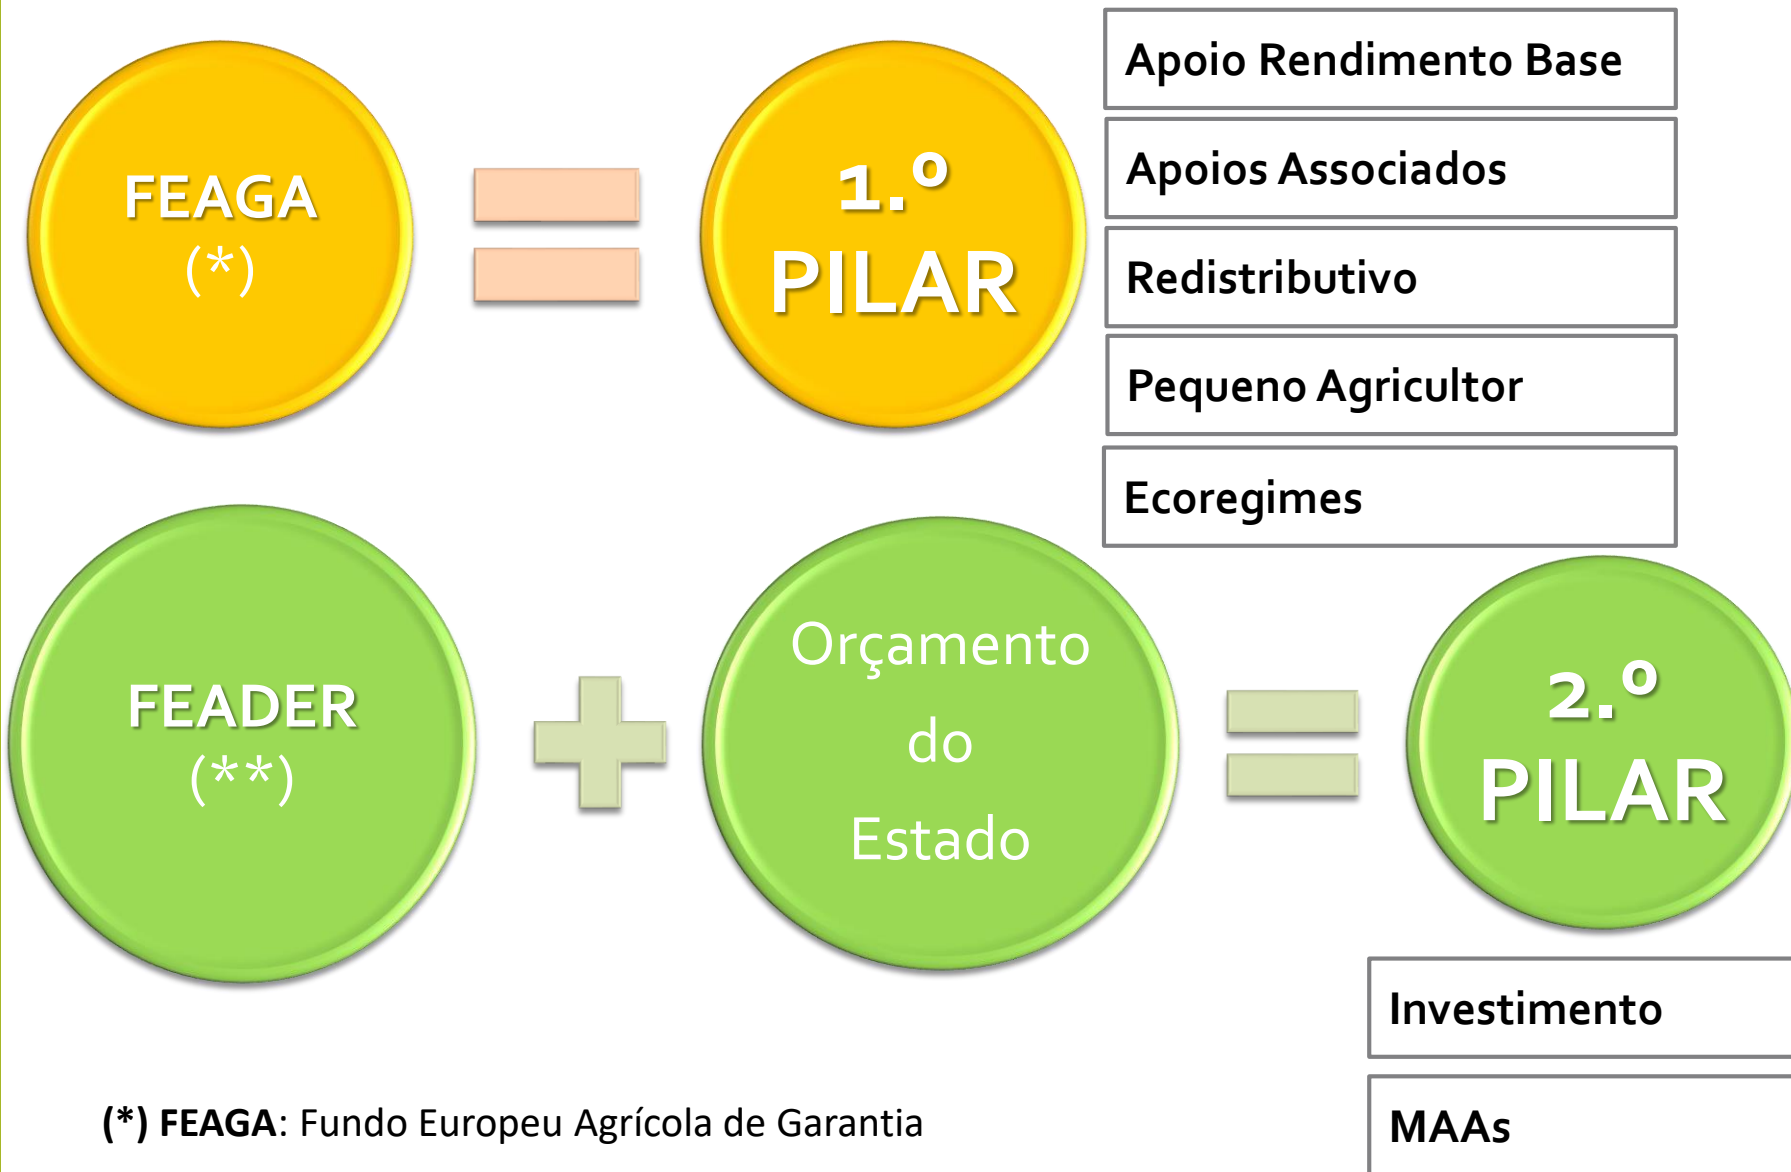 FEAGA
(*)
1.º
PILAR
Apoio Rendimento Base
Apoios Associados
Redistributivo
Pequeno Agricultor
Ecoregimes
FEADER
(**)
Orçamento
do
Estado
2.º
PILAR
Investimento
MAAs
(*) FEAGA: Fundo Europeu Agrícola de Garantia